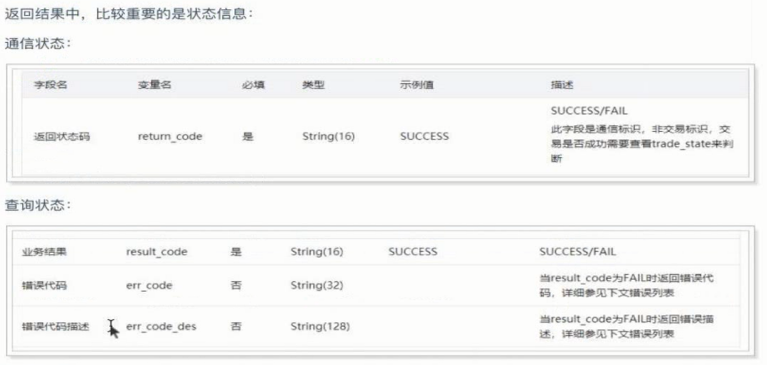 返回结果中，比较重要的是状态信息：
通信状态：
字段名 变量名 必填 类型 示例值 描述
返回状态码 return_code 是 String(16) SUCCESS SUCCESS/FAIL
此字段是通信标识，非交易标识，交
易是否成功需要查看trade_state来判
断
查询状态：
业务结果 result_code 是 String(16) SUCCESS SUCCESS/FAIL
错误代码 err_code 否 String(32) 当result_code为FAIL时返回错误代
码，详细参见下文错误列表
错误代码描述 err_code_des 否 String(128) 当result_code为FAIL时返回错误描
述，详细参见下文错误列表